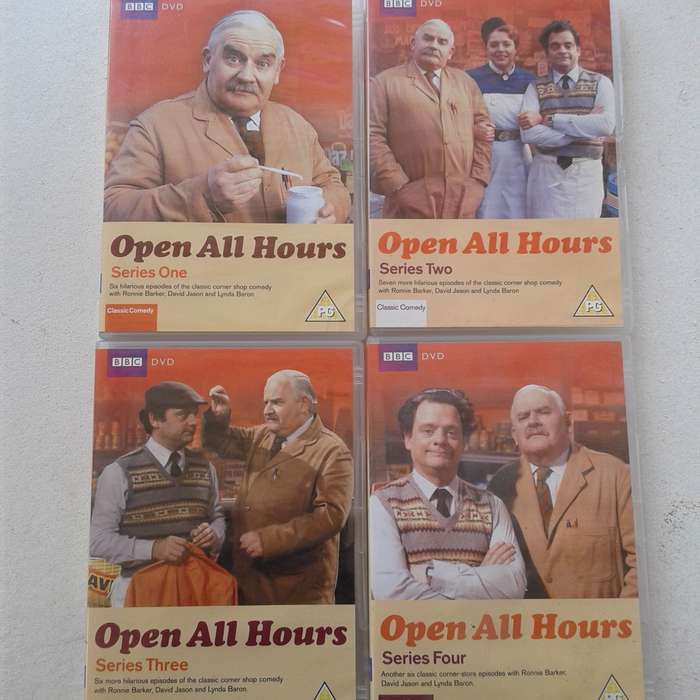 BBC DVD
Open All Hours
Series One
Six hilarious episodes of the classic corner shop comedy
with Ronnie Barker, David Jason and Lynda Baron
Classic Comedy
PG
BBC DVD
Open All Hours
Series Two
Seven more hilarious episodes of the classic corner shop comedy
with Ronnie Barker, David Jason and Lynda Baron
Classic Comedy
PG
BBC DVD
Open All Hours
Series Three
Six more hilarious episodes of the classic corner shop comedy
with Ronnie Barker, David Jason and Lynda Baron.
PG
BBC DVD
Open All Hours
Series Four
Another six classic corner-store episodes with Ronnie Barker,
David Jason and Lynda Baron.
PG